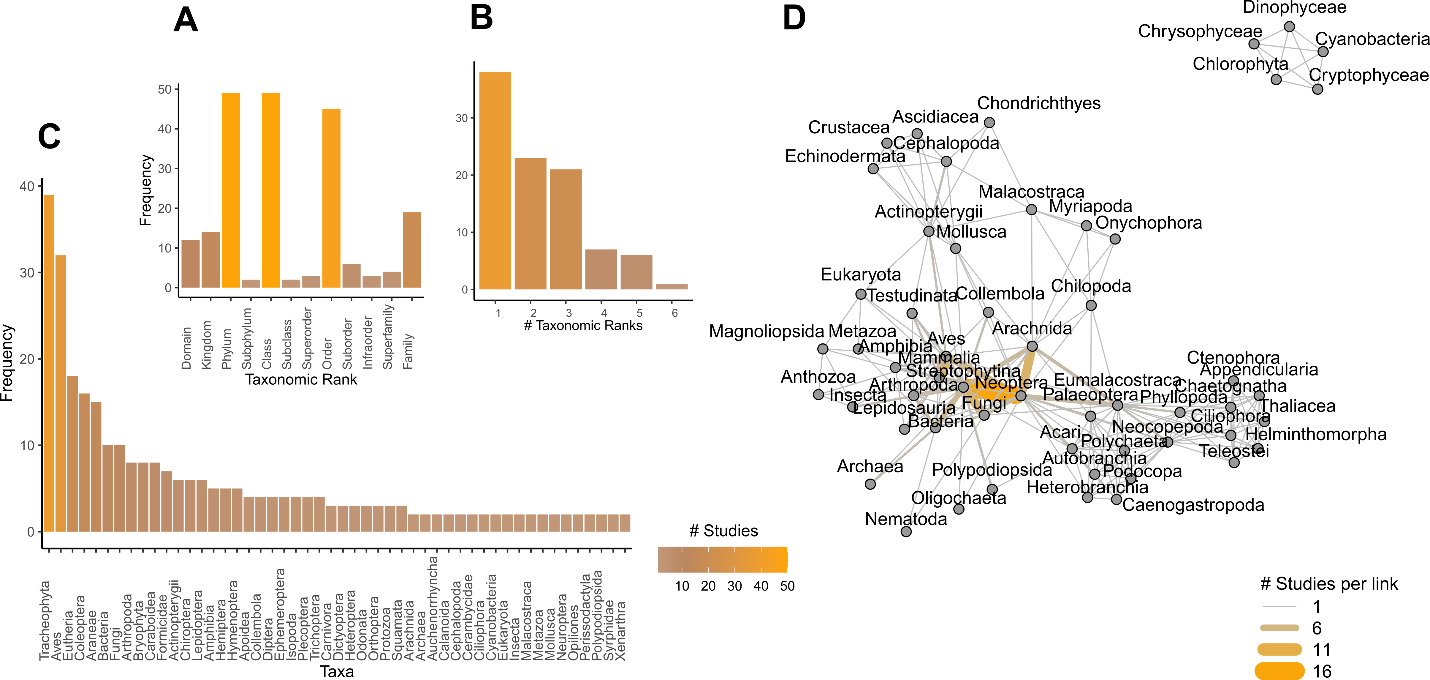 A
Frequency
50
40
30
20
10
0
Domain
Kingdom
Phylum
Subphylum
Class
Subclass
Superorder
Order
Suborder
Infraorder
Superfamily
Family
Taxonomic Rank
B
30
20
10
0
1 2 3 4 5 6
# Taxonomic Ranks
C
Frequency
40
30
20
10
0
Tracheophyta
Aves
Eutheria
Coleoptera
Araneae
Bacteria
Fungi
Arthropoda
Bryophyta
Caraboidea
Formicidae
Actinopterygii
Chiroptera
Lepidoptera
Amphibia
Hemiptera
Hymenoptera
Apoidea
Collembola
Diptera
Ephemeroptera
Isopoda
Plecoptera
Trichoptera
Carnivora
Dictyoptera
Heteroptera
Odonata
Orthoptera
Protozoa
Squamata
Arachnida
Archaea
Auchenorrhyncha
Calanoida
Cephalopoda
Cerambycidae
Ciliophora
Cyanobacteria
Eukaryota
Insecta
Malacostraca
Metazoa
Mollusca
Neuroptera
Opiliones
Perissodactyla
Polypodiopsida
Syrphidae
Xenarthra
Taxa
# Studies
10 20 30 40 50
D
Dinophyceae
Chrysophyceae
Cyanobacteria
Chlorophyta
Cryptophyceae
Chondrichthyes
Ascidiacea
Crustacea
Cephalopoda
Echinodermata
Malacostraca
Myriapoda
Actinopterygii
Onychophora
Mollusca
Eukaryota
Chilopoda
Testudinata
Collembola
Arachnida
Magnoliopsida
Metazoa
Aves
Amphibia
Mammalia
Ctenophora
Appendicularia
Streptophytina
Anthozoa
Arthropoda
Neoptera
Eumalacostraca
Chaetognatha
Insecta
Palaeoptera
Phyllopoda
Lepidosauria
Fungi
Thaliacea
Ciliophora
Bacteria
Neocopepoda
Acari
Helminthomorpha
Polychaeta
Teleostei
Autobranchia
Archaea
Polypodiopsida
Podocopa
Heterobranchia
Oligochaeta
Caenogastropoda
Nematoda
# Studies per link
1
6
11
16